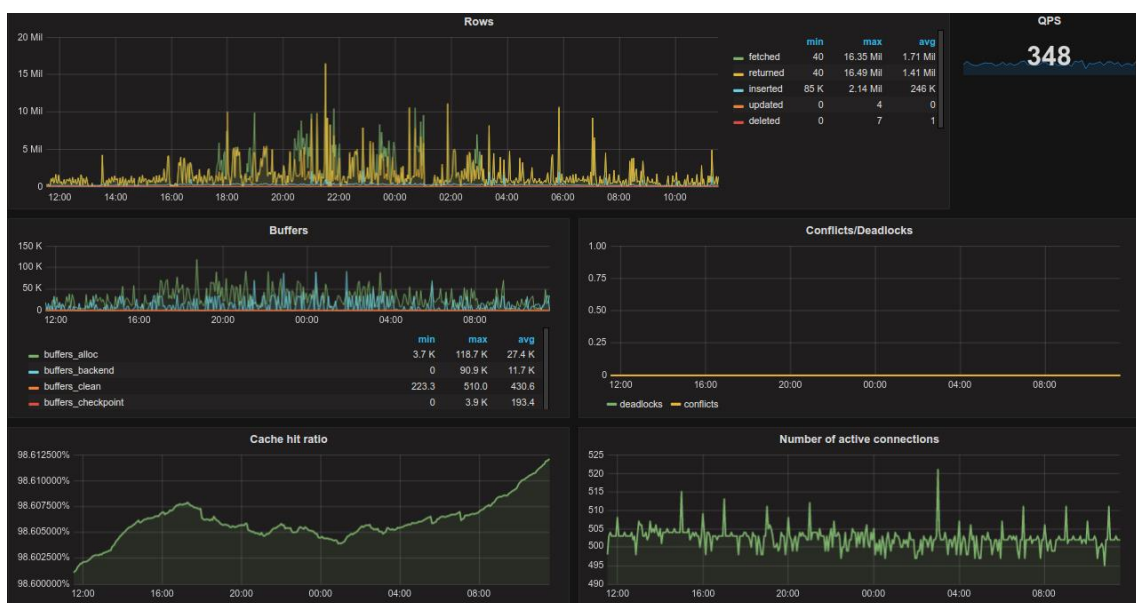 Rows
20 Mil
15 Mil
10 Mil
5 Mil
0
12:00 14:00 16:00 18:00 20:00 22:00 00:00 02:00 04:00 06:00 08:00 10:00
min max avg
fetched 40 16.35 Mil 1.71 Mil
returned 40 16.49 Mil 1.41 Mil
inserted 85 K 2.14 Mil 246 K
updated 0 4 0
deleted 0 7 1
QPS
348
Buffers
150 K
100 K
50 K
0
12:00 16:00 20:00 00:00 04:00 08:00
min max avg
buffers_alloc 3.7 K 118.7 K 27.4 K
buffers_backend 0 90.9 K 11.7 K
buffers_clean 223.3 510.0 430.6
buffers_checkpoint 0 3.9 K 193.4
Conflicts/Deadlocks
1.00
0.75
0.50
0.25
0
12:00 16:00 20:00 00:00 04:00 08:00
deadlocks conflicts
Cache hit ratio
98.612500%
98.610000%
98.607500%
98.605000%
98.602500%
98.600000%
12:00 16:00 20:00 00:00 04:00 08:00
Number of active connections
525
520
515
510
505
500
495
490
12:00 16:00 20:00 00:00 04:00 08:00